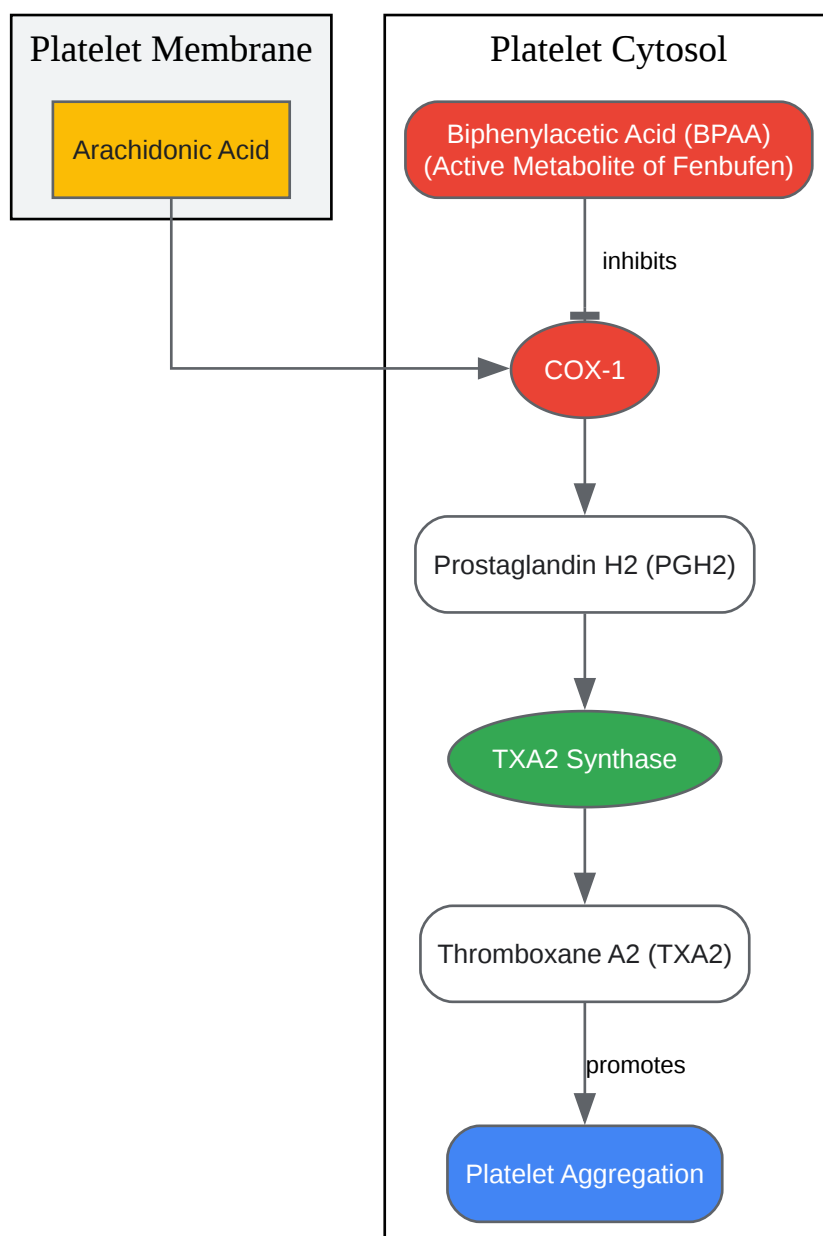 Platelet Membrane
Arachidonic Acid
Platelet Cytosol
Biphenylacetic Acid (BPAA)
(Active Metabolite of Fenbufen)
inhibits
COX-1
Prostaglandin H2 (PGH2)
TXA2 Synthase
Thromboxane A2 (TXA2)
promotes
Platelet Aggregation